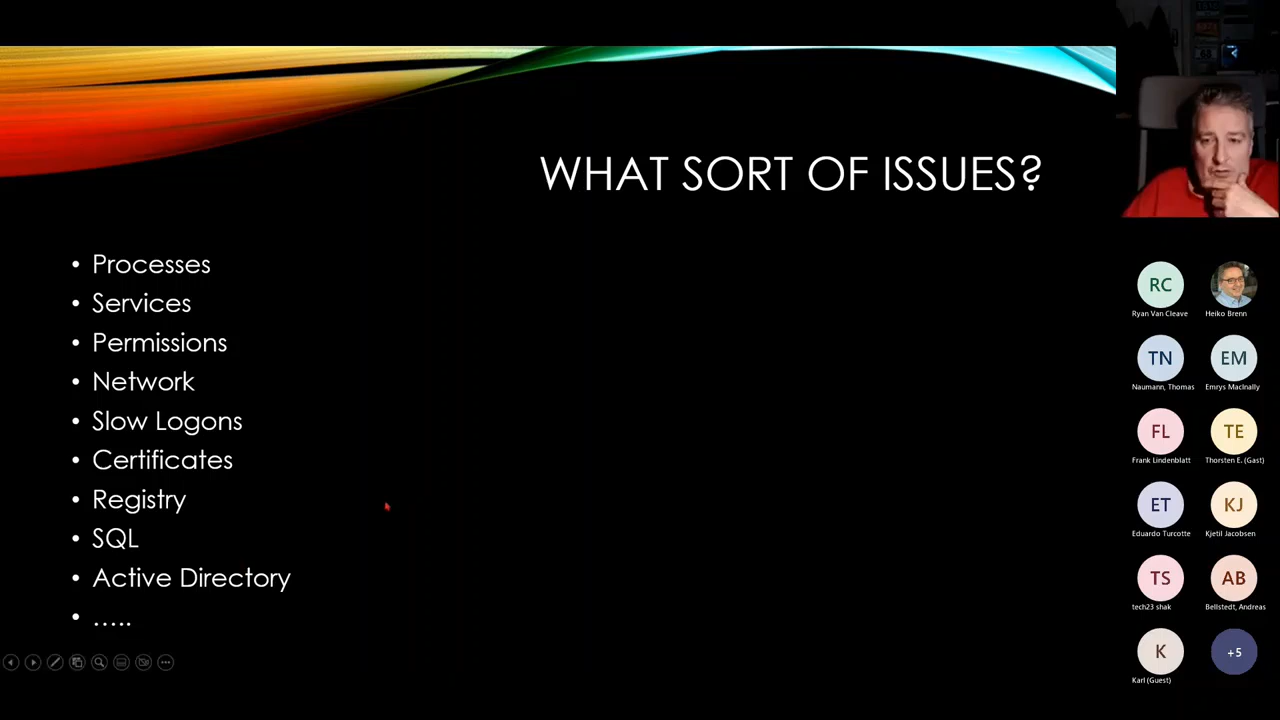 WHAT SORT OF ISSUES?
• Processes
• Services
• Permissions
• Network
• Slow Logons
• Certificates
• Registry
• SQL
• Active Directory
• .....
RC
Ryan Van Cleave
Heiko Brenn
TN
Naumann, Thomas
EM
Emrys MacInally
FL
Frank Lindenblatt
TE
Thorsten E. (Gast)
ET
Eduardo Turcotte
KJ
Kjetil Jacobsen
TS
tech23 shak
AB
Bellstedt, Andreas
K
Karl (Guest)
+5